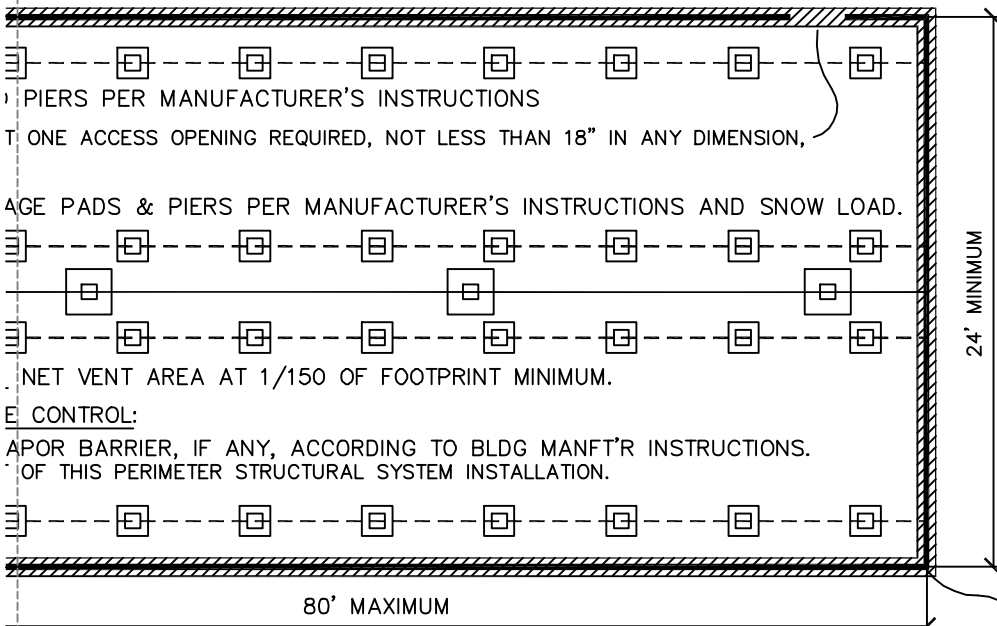 PIERS PER MANUFACTURER'S INSTRUCTIONS
T ONE ACCESS OPENING REQUIRED, NOT LESS THAN 18" IN ANY DIMENSION,
AGE PADS & PIERS PER MANUFACTURER'S INSTRUCTIONS AND SNOW LOAD.
24' MINIMUM
NET VENT AREA AT 1/150 OF FOOTPRINT MINIMUM.
E CONTROL:
APOR BARRIER, IF ANY, ACCORDING TO BLDG MANFT'R INSTRUCTIONS.
OF THIS PERIMETER STRUCTURAL SYSTEM INSTALLATION.
80' MAXIMUM